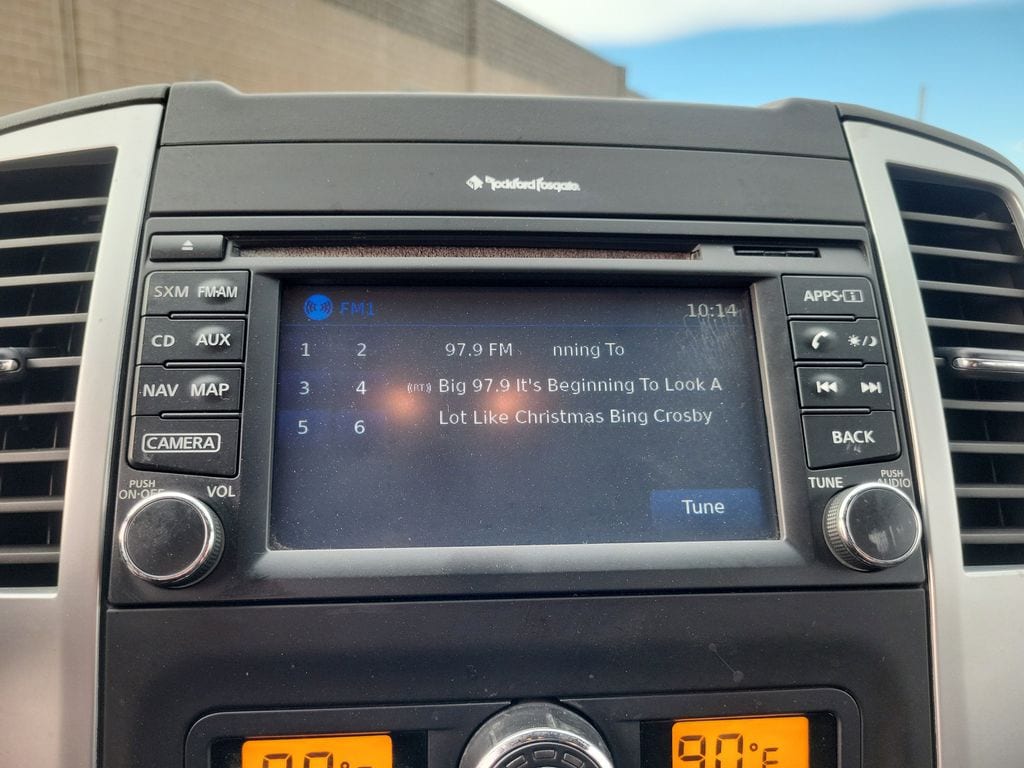 Rockford Fosgate
SXM FM·AM
CD AUX
NAV MAP
CAMERA
PUSH
ON·OFF
VOL
FM1
10:14
1 2
97.9 FM nning To
3 4
Big 97.9 It's Beginning To Look A
5 6
Lot Like Christmas Bing Crosby
Tune
APPS·i
BACK
TUNE
PUSH
AUDIO
90°F
90°F